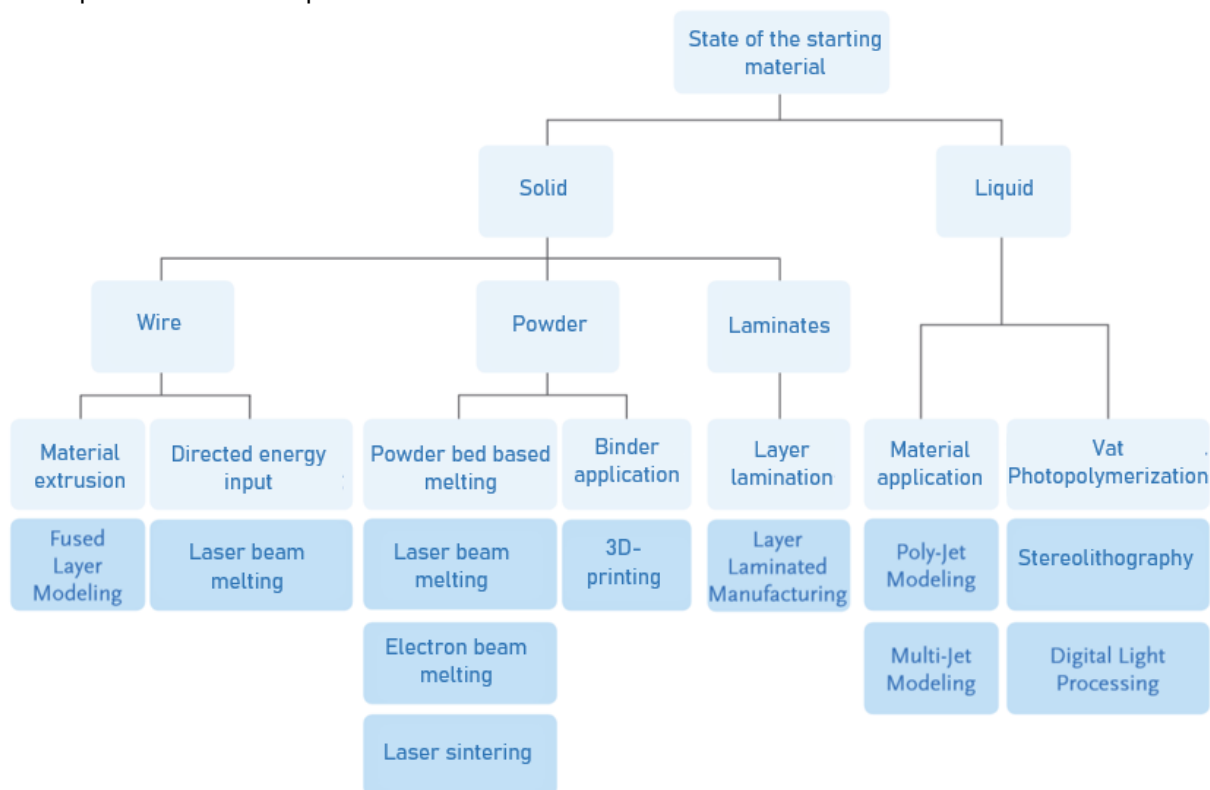 State of the starting
material
Solid
Liquid
Wire
Powder
Laminates
Material
extrusion
Directed energy
input
Powder bed based
melting
Binder
application
Layer
lamination
Material
application
Vat
Photopolymerization
Fused
Layer
Modeling
Laser beam
melting
Laser beam
melting
3D-
printing
Layer
Laminated
Manufacturing
Poly-Jet
Modeling
Stereolithography
Electron beam
melting
Multi-Jet
Modeling
Digital Light
Processing
Laser sintering